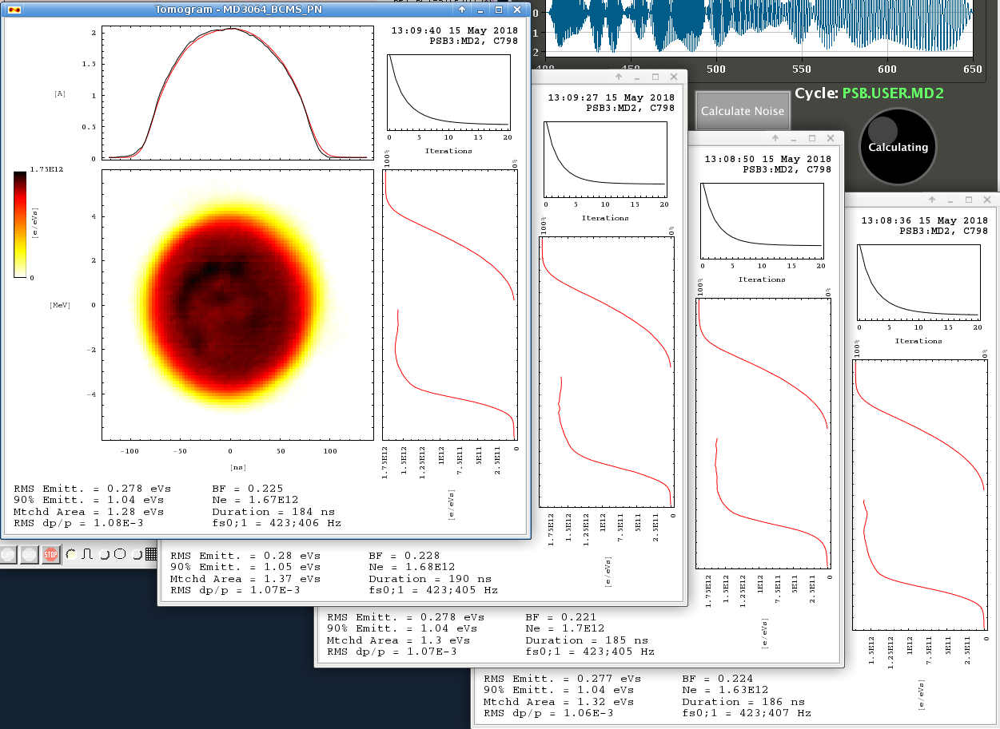 Tomogram - MD3064_BCMS_PN
13:09:40 15 May 2018
PSB3:MD2, C798
2
1.5
1
0.5
0
[A]
0 5 10 15 20
Iterations
1.75E12
[e/eVs]
0
4
2
0
-2
-4
[MeV]
-100 -50 0 50 100
[ns]
100% 0%
1.75E12 1.5E12 1.25E12 1E12 7.5E11 5E11 2.5E11 0
[e/eVs]
RMS Emitt. = 0.278 eVs BF = 0.225
90% Emitt. = 1.04 eVs Ne = 1.67E12
Mtchd Area = 1.28 eVs Duration = 184 ns
RMS dp/p = 1.08E-3 fs0;1 = 423;406 Hz
GO
STOP
13:09:27 15 May 2018
PSB3:MD2, C798
0 5 10 15 20
Iterations
100% 0%
1.75E12 1.5E12 1.25E12 1E12 7.5E11 5E11 2.5E11 0
[e/eVs]
RMS Emitt. = 0.28 eVs BF = 0.228
90% Emitt. = 1.05 eVs Ne = 1.68E12
Mtchd Area = 1.37 eVs Duration = 190 ns
RMS dp/p = 1.07E-3 fs0;1 = 423;405 Hz
13:08:50 15 May 2018
PSB3:MD2, C798
0 5 10 15 20
Iterations
100% 0%
1.75E12 1.5E12 1.25E12 1E12 7.5E11 5E11 2.5E11 0
[e/eVs]
RMS Emitt. = 0.278 eVs BF = 0.221
90% Emitt. = 1.04 eVs Ne = 1.7E12
Mtchd Area = 1.3 eVs Duration = 185 ns
RMS dp/p = 1.07E-3 fs0;1 = 423;405 Hz
13:08:36 15 May 2018
PSB3:MD2, C798
0 5 10 15 20
Iterations
100% 0%
1.5E12 1.25E12 1E12 7.5E11 5E11 2.5E11 0
[e/eVs]
RMS Emitt. = 0.277 eVs BF = 0.224
90% Emitt. = 1.04 eVs Ne = 1.63E12
Mtchd Area = 1.32 eVs Duration = 186 ns
RMS dp/p = 1.06E-3 fs0;1 = 423;407 Hz
0
1
2
450 500 550 600 650
Calculate Noise
Cycle: PSB.USER.MD2
Calculating